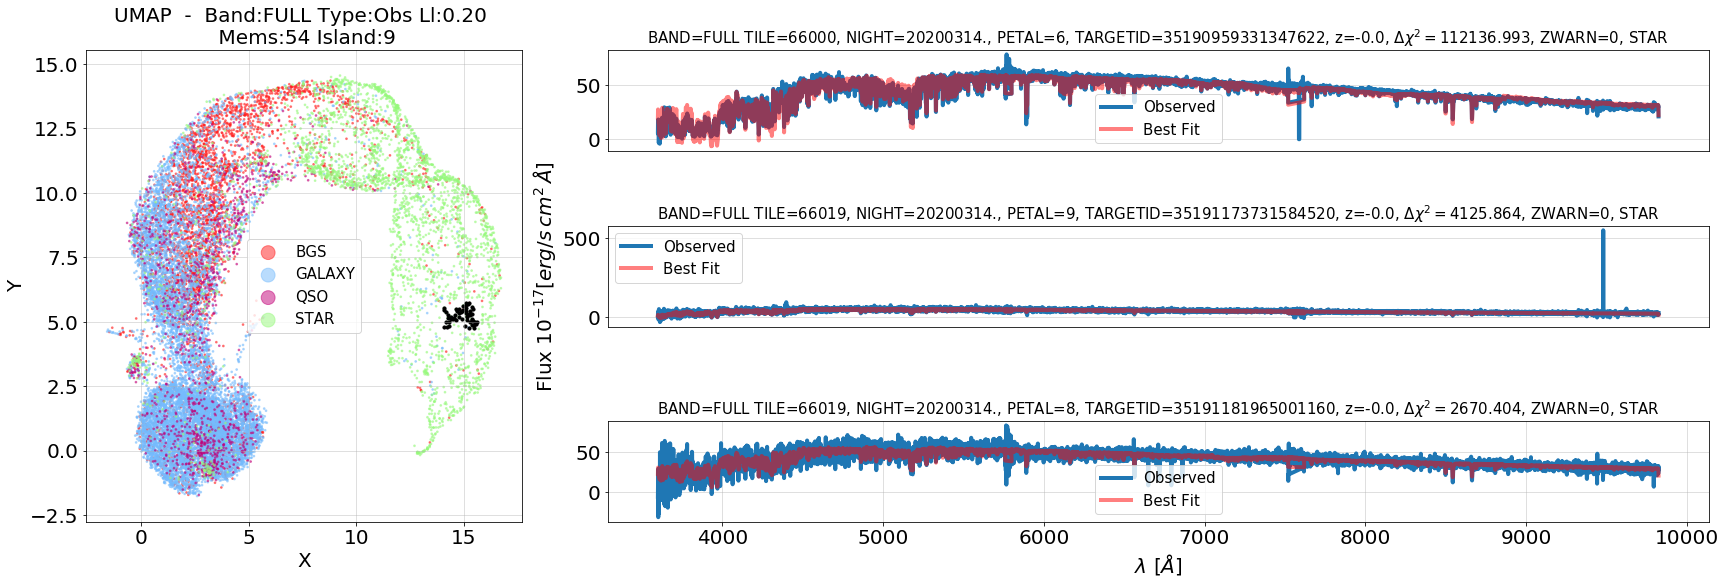 UMAP - Band:FULL Type:Obs Ll:0.20
Mems:54 Island:9
15.0
12.5
10.0
7.5
5.0
2.5
0.0
−2.5
Y
BGS
GALAXY
QSO
STAR
0
5
10
15
X
Flux 10⁻¹⁷[erg/s cm² Å]
BAND=FULL TILE=66000, NIGHT=20200314., PETAL=6, TARGETID=35190959331347622, z=-0.0, Δχ² = 112136.993, ZWARN=0, STAR
50
0
Observed
Best Fit
BAND=FULL TILE=66019, NIGHT=20200314., PETAL=9, TARGETID=35191173731584520, z=-0.0, Δχ² = 4125.864, ZWARN=0, STAR
500
0
Observed
Best Fit
BAND=FULL TILE=66019, NIGHT=20200314., PETAL=8, TARGETID=35191181965001160, z=-0.0, Δχ² = 2670.404, ZWARN=0, STAR
50
0
Observed
Best Fit
4000
5000
6000
7000
8000
9000
10000
λ [Å]